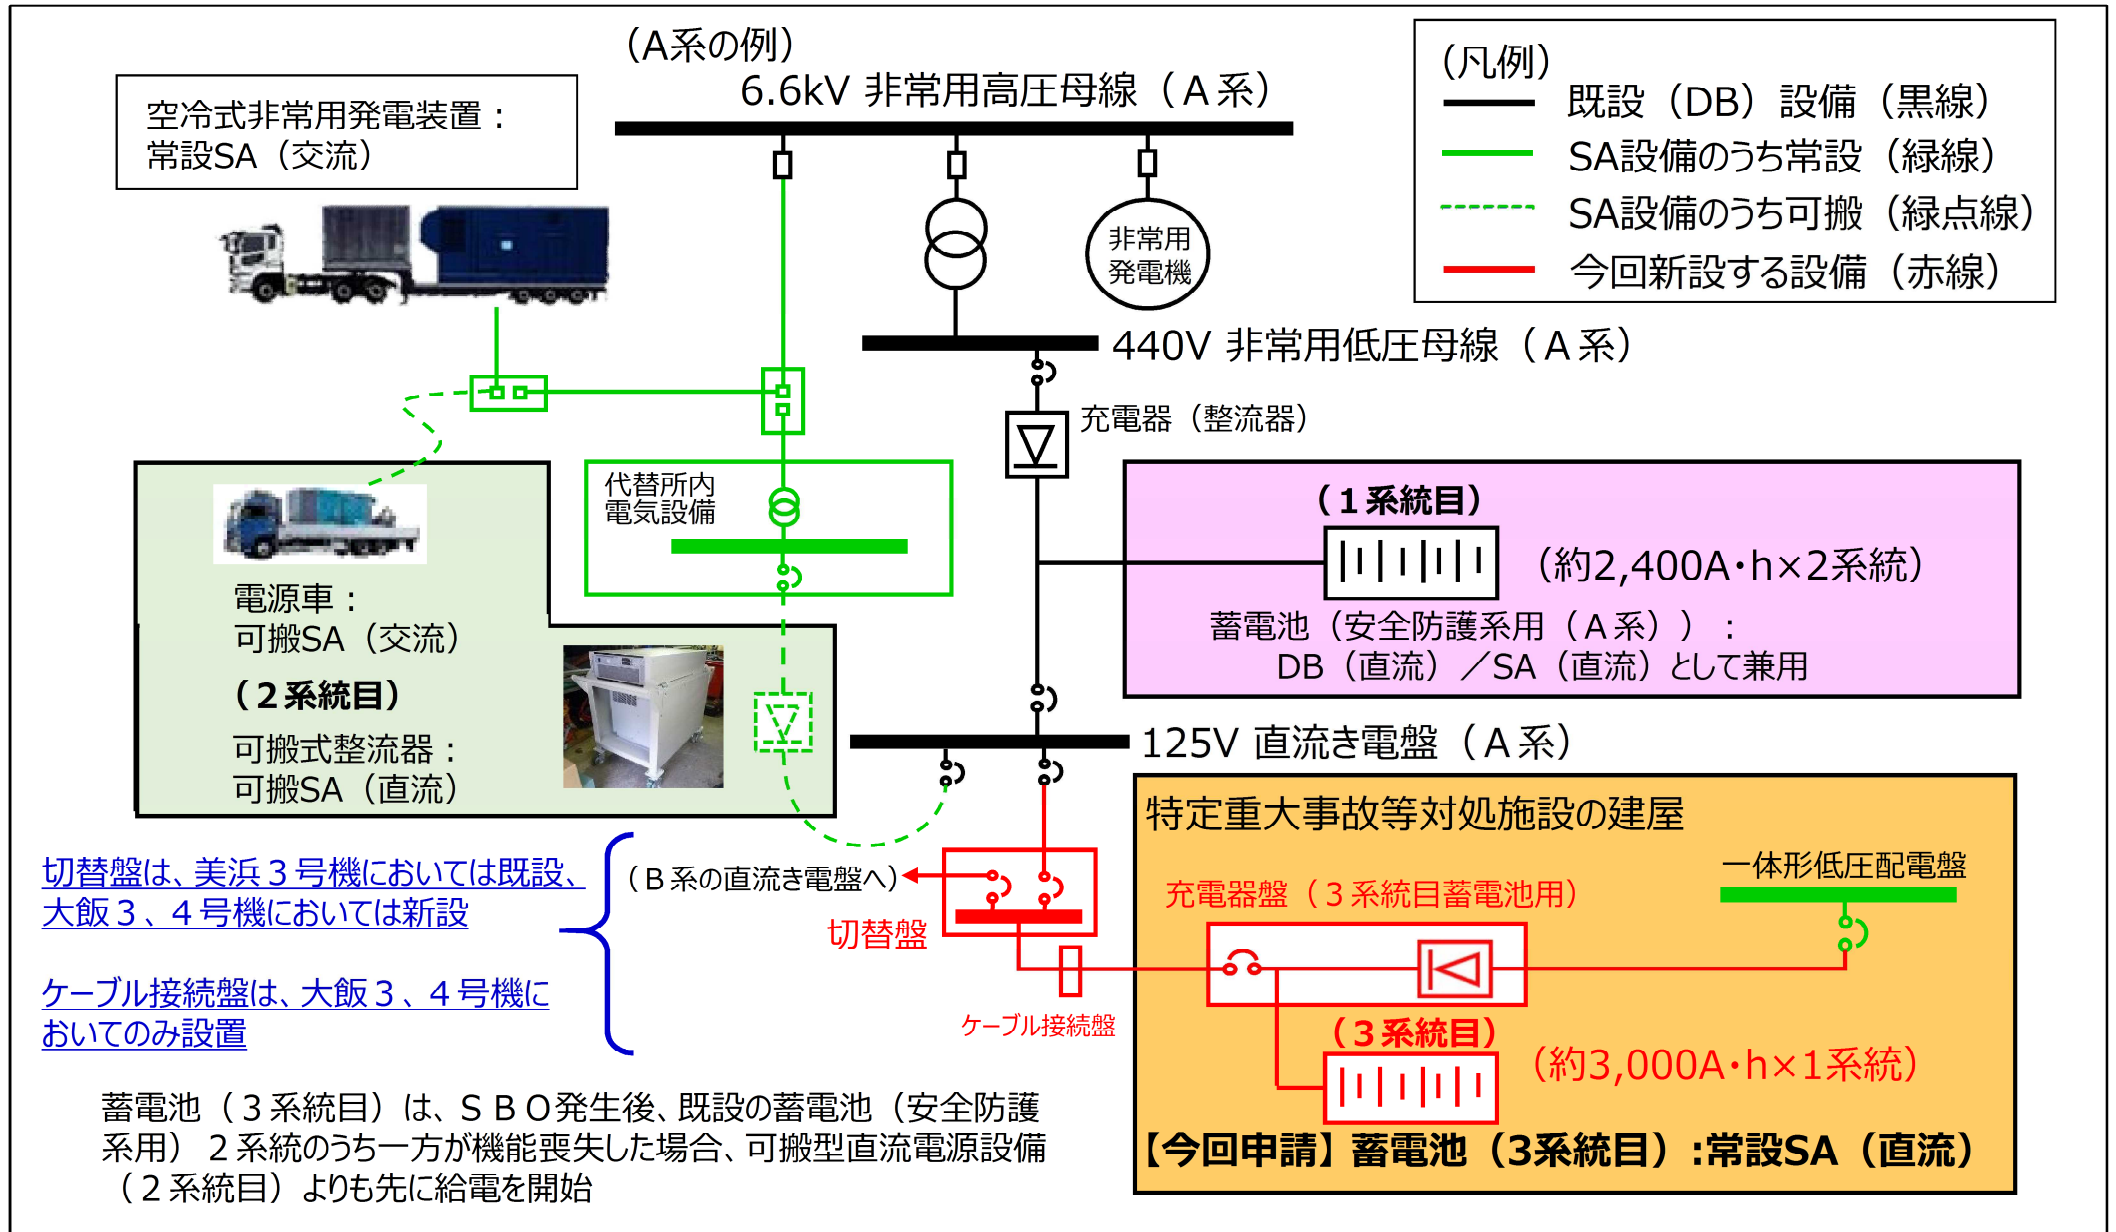 （A系の例）
6.6kV 非常用高圧母線（Ａ系）
空冷式非常用発電装置：
常設SA（交流）
（凡例）
既設（DB）設備（黒線）
SA設備のうち常設（緑線）
SA設備のうち可搬（緑点線）
今回新設する設備（赤線）
非常用
発電機
440V 非常用低圧母線（Ａ系）
充電器（整流器）
代替所内
電気設備
（１系統目）
（約2,400A･h×2系統）
蓄電池（安全防護系用（Ａ系））：
DB（直流）／SA（直流）として兼用
電源車：
可搬SA（交流）
（２系統目）
可搬式整流器：
可搬SA（直流）
125V 直流き電盤（Ａ系）
特定重大事故等対処施設の建屋
一体形低圧配電盤
充電器盤（３系統目蓄電池用）
（Ｂ系の直流き電盤へ）
切替盤
ケーブル接続盤
（３系統目）
（約3,000A･h×1系統）
【今回申請】蓄電池（3系統目）:常設SA（直流）
切替盤は、美浜３号機においては既設、
大飯３、４号機においては新設
ケーブル接続盤は、大飯３、４号機に
おいてのみ設置
蓄電池（３系統目）は、ＳＢＯ発生後、既設の蓄電池（安全防護
系用）２系統のうち一方が機能喪失した場合、可搬型直流電源設備
（２系統目）よりも先に給電を開始